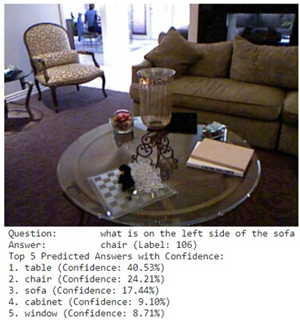 Question: what is on the left side of the sofa
Answer: chair (Label: 106)
Top 5 Predicted Answers with Confidence:
1. table (Confidence: 40.53%)
2. chair (Confidence: 24.21%)
3. sofa (Confidence: 17.44%)
4. cabinet (Confidence: 9.10%)
5. window (Confidence: 8.71%)